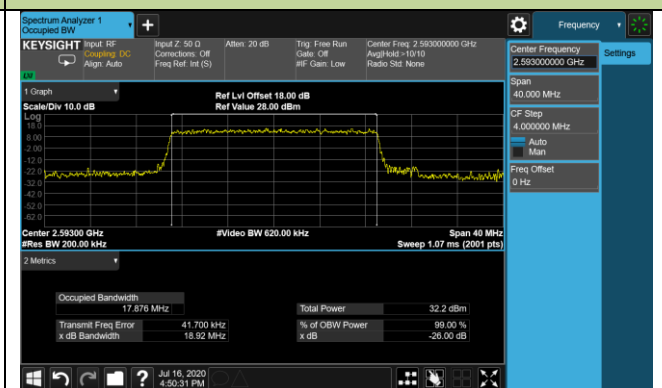 Spectrum Analyzer 1
Occupied BW
+
Frequency
KEYSIGHT
Input: RF
Coupling: DC
Align: Auto
Input Z: 50 Ω
Corrections: Off
Freq Ref: Int (S)
Atten: 20 dB
Trig: Free Run
Gate: Off
#IF Gain: Low
Center Freq: 2.593000000 GHz
Avg|Hold:>10/10
Radio Std: None
Center Frequency
2.593000000 GHz
Settings
Span
40.000 MHz
CF Step
4.000000 MHz
Auto
Man
Freq Offset
0 Hz
1 Graph
Scale/Div 10.0 dB
Ref Lvl Offset 18.00 dB
Ref Value 28.00 dBm
Log
18.0
8.00
-2.00
-12.0
-22.0
-32.0
-42.0
-52.0
-62.0
Center 2.59300 GHz
#Video BW 620.00 kHz
Span 40 MHz
#Res BW 200.00 kHz
Sweep 1.07 ms (2001 pts)
2 Metrics
Occupied Bandwidth
17.876 MHz
Total Power
32.2 dBm
Transmit Freq Error
41.700 kHz
% of OBW Power
99.00 %
x dB Bandwidth
18.92 MHz
x dB
-26.00 dB
?
Jul 16, 2020
4:50:31 PM